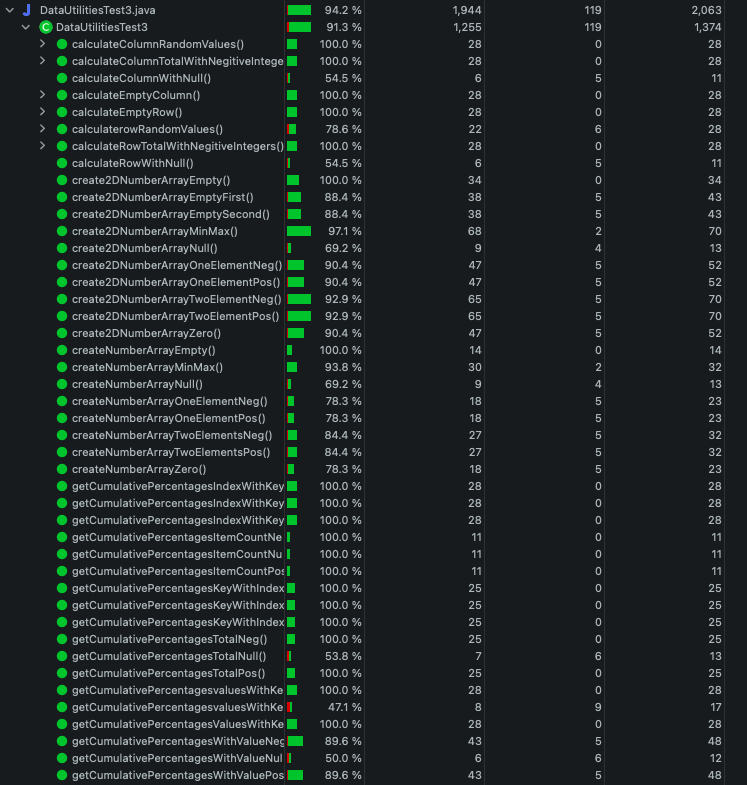 DataUtilitiesTest3.java 94.2 % 1,944 119 2,063
DataUtilitiesTest3 91.3 % 1,255 119 1,374
calculateColumnRandomValues() 100.0 % 28 0 28
calculateColumnTotalWithNegitiveIntege 100.0 % 28 0 28
calculateColumnWithNull() 54.5 % 6 5 11
calculateEmptyColumn() 100.0 % 28 0 28
calculateEmptyRow() 100.0 % 28 0 28
calculaterowRandomValues() 78.6 % 22 6 28
calculateRowTotalWithNegitiveIntegers() 100.0 % 28 0 28
calculateRowWithNull() 54.5 % 6 5 11
create2DNumberArrayEmpty() 100.0 % 34 0 34
create2DNumberArrayEmptyFirst() 88.4 % 38 5 43
create2DNumberArrayEmptySecond() 88.4 % 38 5 43
create2DNumberArrayMinMax() 97.1 % 68 2 70
create2DNumberArrayNull() 69.2 % 9 4 13
create2DNumberArrayOneElementNeg() 90.4 % 47 5 52
create2DNumberArrayOneElementPos() 90.4 % 47 5 52
create2DNumberArrayTwoElementNeg() 92.9 % 65 5 70
create2DNumberArrayTwoElementPos() 92.9 % 65 5 70
create2DNumberArrayZero() 90.4 % 47 5 52
createNumberArrayEmpty() 100.0 % 14 0 14
createNumberArrayMinMax() 93.8 % 30 2 32
createNumberArrayNull() 69.2 % 9 4 13
createNumberArrayOneElementNeg() 78.3 % 18 5 23
createNumberArrayOneElementPos() 78.3 % 18 5 23
createNumberArrayTwoElementsNeg() 84.4 % 27 5 32
createNumberArrayTwoElementsPos() 84.4 % 27 5 32
createNumberArrayZero() 78.3 % 18 5 23
getCumulativePercentagesIndexWithKey 100.0 % 28 0 28
getCumulativePercentagesIndexWithKey 100.0 % 28 0 28
getCumulativePercentagesIndexWithKey 100.0 % 28 0 28
getCumulativePercentagesItemCountNe 100.0 % 11 0 11
getCumulativePercentagesItemCountNu 100.0 % 11 0 11
getCumulativePercentagesItemCountPos 100.0 % 11 0 11
getCumulativePercentagesKeyWithIndex 100.0 % 25 0 25
getCumulativePercentagesKeyWithIndex 100.0 % 25 0 25
getCumulativePercentagesKeyWithIndex 100.0 % 25 0 25
getCumulativePercentagesTotalNeg() 100.0 % 25 0 25
getCumulativePercentagesTotalNull() 53.8 % 7 6 13
getCumulativePercentagesTotalPos() 100.0 % 25 0 25
getCumulativePercentagesvaluesWithKe 100.0 % 28 0 28
getCumulativePercentagesvaluesWithKe 47.1 % 8 9 17
getCumulativePercentagesValuesWithKe 100.0 % 28 0 28
getCumulativePercentagesWithValueNeg 89.6 % 43 5 48
getCumulativePercentagesWithValueNul 50.0 % 6 6 12
getCumulativePercentagesWithValuePos 89.6 % 43 5 48